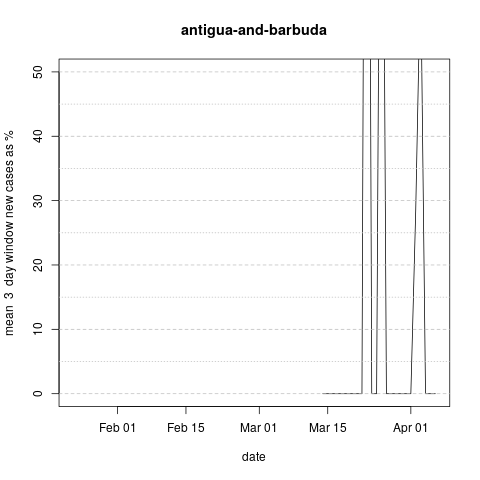 antigua-and-barbuda
mean 3 day window new cases as %
50
40
30
20
10
0
Feb 01 Feb 15 Mar 01 Mar 15 Apr 01
date